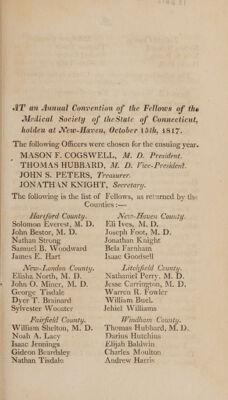 AT an Annual Convention of the Fellows of the
Medical Society of the State of Connecticut,
holden at New-Haven, October 15th, 1817.
The following Officers were chosen for the ensuing year.
MASON F. COGSWELL, M. D. President.
THOMAS HUBBARD, M. D. Vice-President.
JOHN S. PETERS, Treasurer.
JONATHAN KNIGHT, Secretary.
The following is the list of Fellows, as returned by the
Counties :—
Hartford County.
Solomon Everest, M. D.
John Bestor, M. D.
Nathan Strong
Samuel B. Woodward
James E. Hart
New-London County.
Elisha North, M. D.
John O. Miner, M. D.
George Tisdale
Dyer T. Brainard
Sylvester Wooster
Fairfield County.
William Shelton, M. D.
Noah A. Lacy
Isaac Jennings
Gideon Beardsley
Nathan Tisdale
New-Haven County.
Eli Ives, M. D.
Joseph Foot, M. D.
Jonathan Knight
Bela Farnham
Isaac Goodsell
Litchfield County.
Nathaniel Perry, M. D.
Jesse Carrington, M. D.
Warren R. Fowler
William Buel.
Jehiel Williams
Windham County.
Thomas Hubbard, M. D.
Darius Hutchins
Elijah Baldwin
Charles Moulton
Andrew Harris